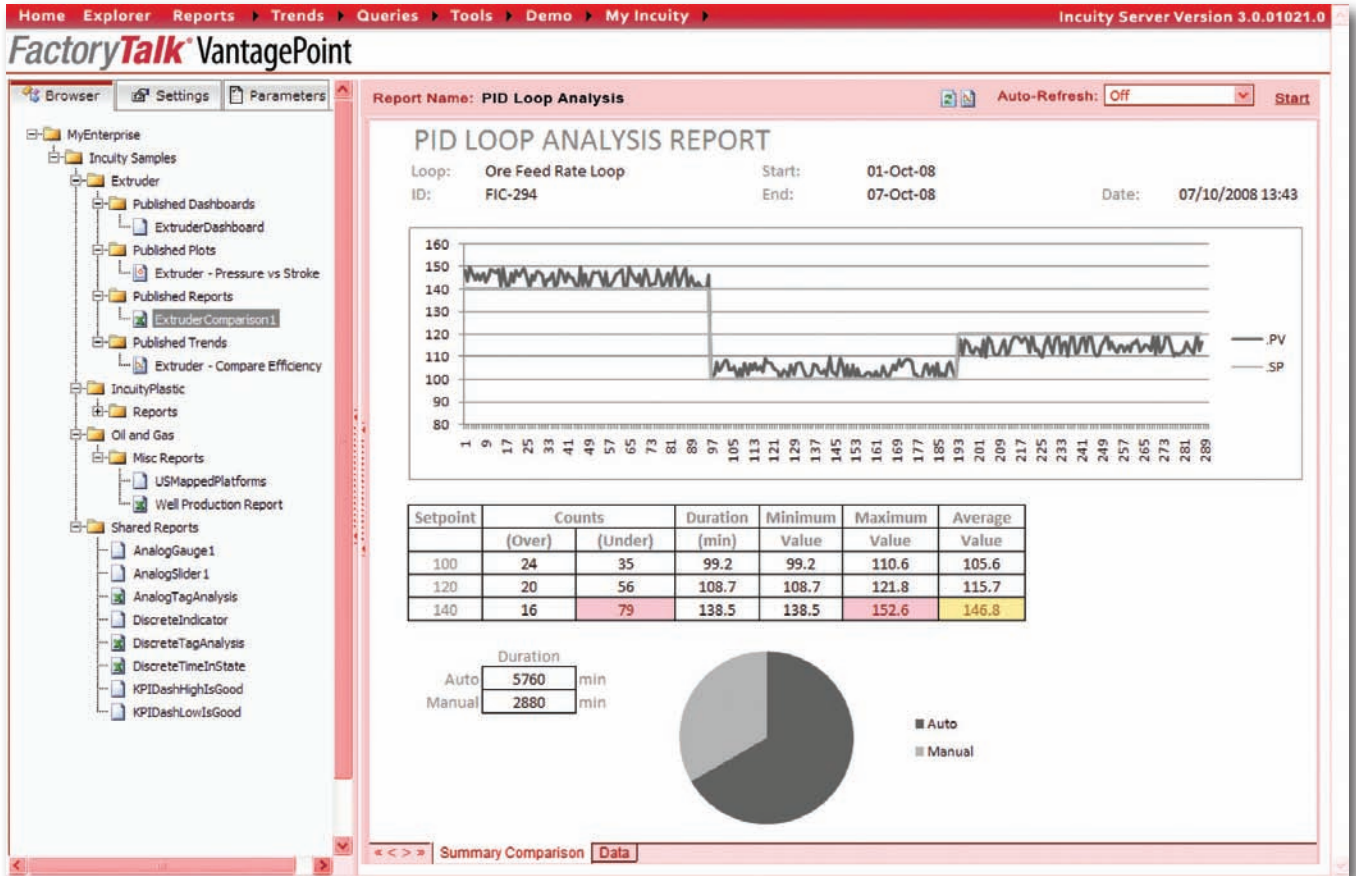 Home Explorer Reports Trends Queries Tools Demo My Incuity Incuity Server Version 3.0.01021.0
FactoryTalk VantagePoint
Browser Settings Parameters
MyEnterprise
Incuity Samples
Extruder
Published Dashboards
ExtruderDashboard
Published Plots
Extruder - Pressure vs Stroke
Published Reports
ExtruderComparison1
Published Trends
Extruder - Compare Efficiency
IncuityPlastic
Reports
Oil and Gas
Misc Reports
USMappedPlatforms
Well Production Report
Shared Reports
AnalogGauge1
AnalogSlider1
AnalogTagAnalysis
DiscreteIndicator
DiscreteTagAnalysis
DiscreteTimeInState
KPIDashHighIsGood
KPIDashLowIsGood
Report Name: PID Loop Analysis Auto-Refresh: Off Start
PID LOOP ANALYSIS REPORT
Loop: Ore Feed Rate Loop Start: 01-Oct-08
ID: FIC-294 End: 07-Oct-08 Date: 07/10/2008 13:43
160
150
140
130
120
110
100
90
80
1 9 17 25 33 41 49 57 65 73 81 89 97 105 113 121 129 137 145 153 161 169 177 185 193 201 209 217 225 233 241 249 257 265 273 281 289
.PV
.SP
Setpoint Counts Duration Minimum Maximum Average
(Over) (Under) (min) Value Value Value
100 24 35 99.2 99.2 110.6 105.6
120 20 56 108.7 108.7 121.8 115.7
140 16 79 138.5 138.5 152.6 146.8
Duration
Auto 5760 min
Manual 2880 min
Auto
Manual
« < > » Summary Comparison Data